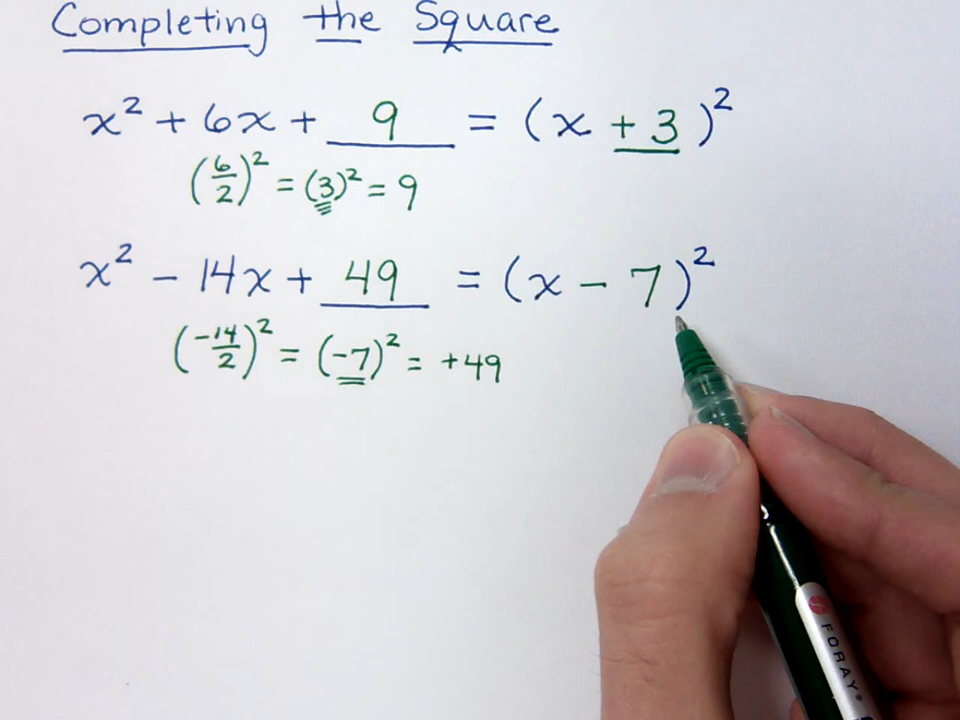 Completing the Square
x² + 6x + 9 = (x + 3)²
(6/2)² = (3)² = 9
x² - 14x + 49 = (x - 7)²
(-14/2)² = (-7)² = +49
FORAY